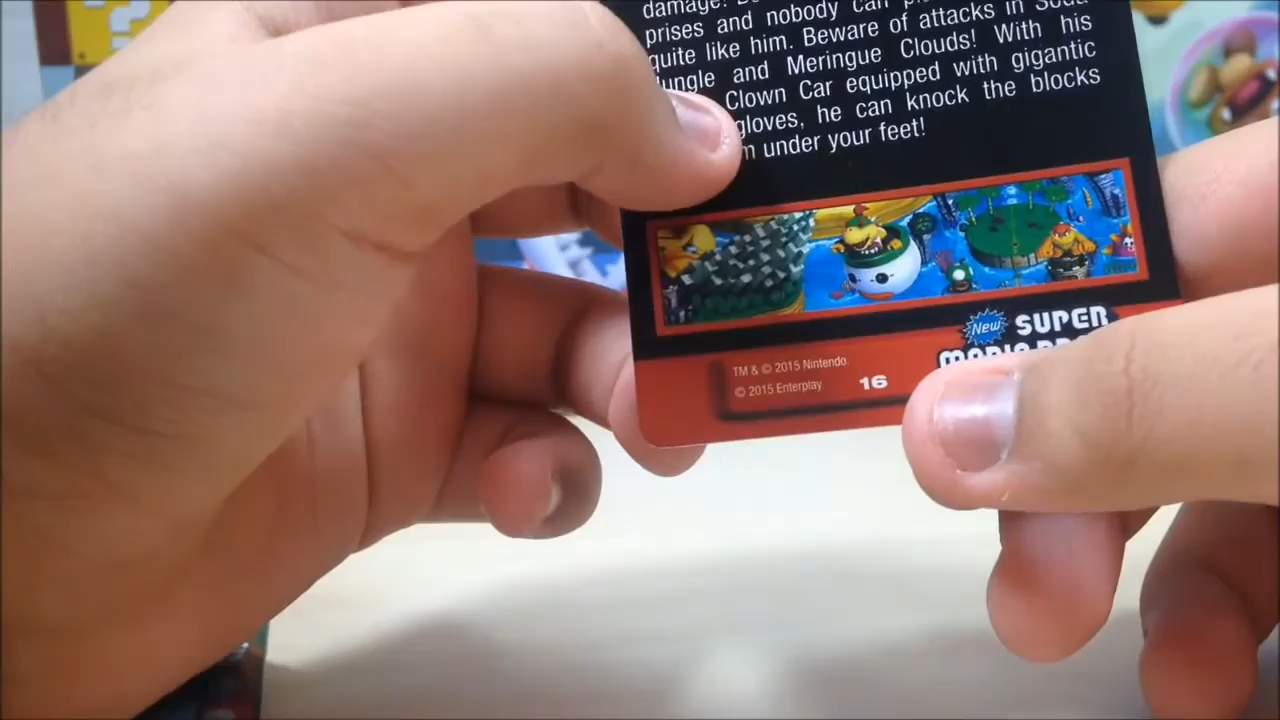 damage!
prises and nobody can
quite like him. Beware of attacks in Soda
Jungle and Meringue Clouds! With his
Clown Car equipped with gigantic
gloves, he can knock the blocks
under your feet!
TM & © 2015 Nintendo.
© 2015 Enterplay
16
New SUPER
?